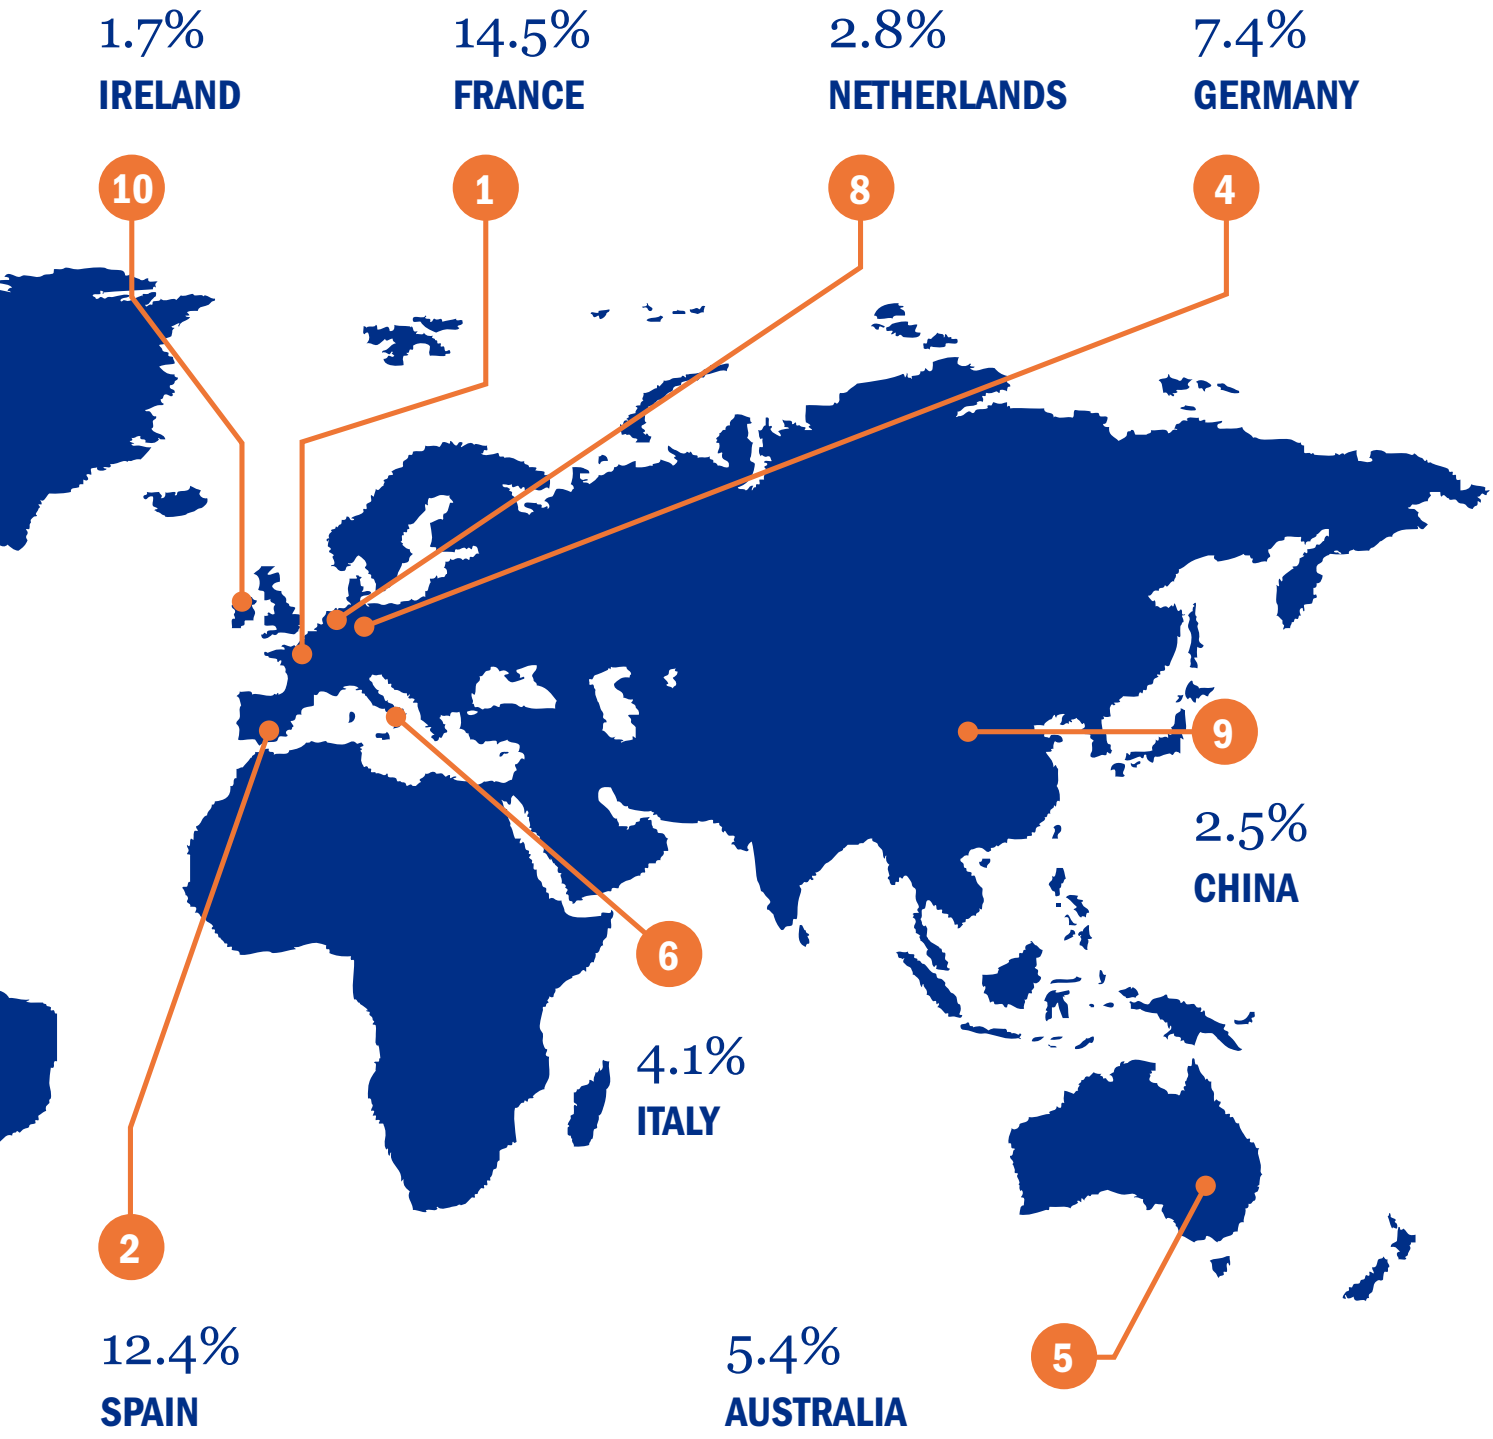 1.7%
IRELAND
10
14.5%
FRANCE
1
2.8%
NETHERLANDS
8
7.4%
GERMANY
4
9
2.5%
CHINA
6
4.1%
ITALY
2
12.4%
SPAIN
5
5.4%
AUSTRALIA